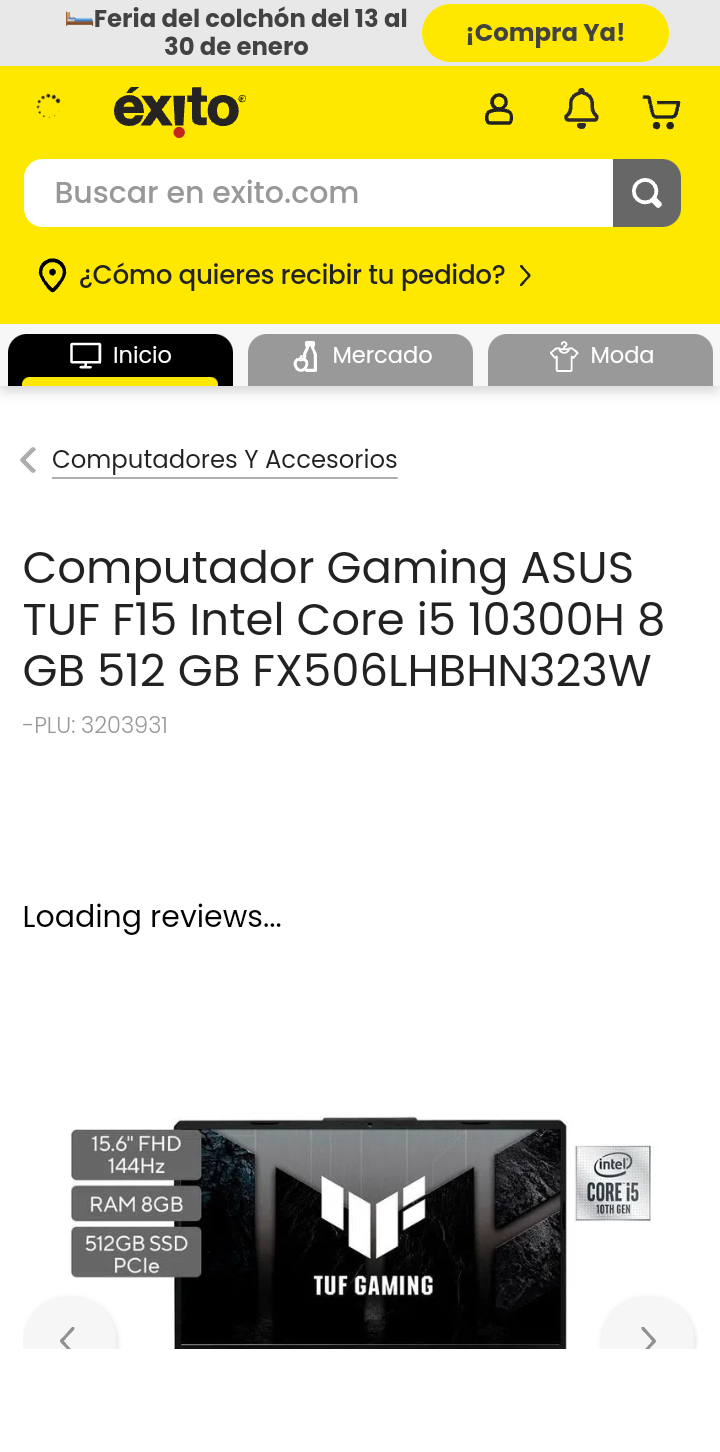 🛏️Feria del colchón del 13 al
30 de enero
¡Compra Ya!
éxito®
Buscar en exito.com
¿Cómo quieres recibir tu pedido?
Inicio
Mercado
Moda
Computadores Y Accesorios
Computador Gaming ASUS
TUF F15 Intel Core i5 10300H 8
GB 512 GB FX506LHBHN323W
-PLU: 3203931
Loading reviews...
15.6" FHD
144Hz
RAM 8GB
512GB SSD
PCIe
TUF GAMING
intel
CORE i5
10TH GEN